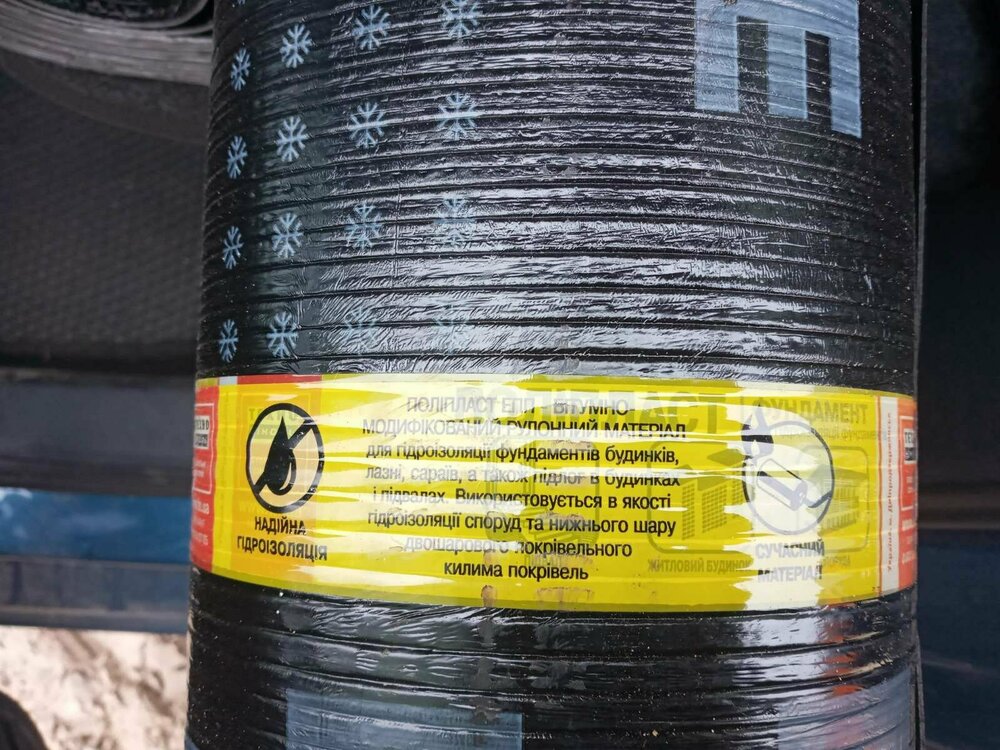 ПОЛІПЛАСТ ЕПП БІТУМНО-
МОДИФІКОВАНИЙ РУЛОННИЙ МАТЕРІАЛ
для гідроізоляції фундаментів будинків,
лазні, сараїв, а також підлог в будинках
і підвалах. Використовується в якості
гідроізоляції споруд та нижнього шару
двошарового покрівельного
килима покрівель
НАДІЙНА
ГІДРОІЗОЛЯЦІЯ
ФУНДАМЕНТ
ЖИТЛОВИЙ БУДИНОК
СУЧАСНИЙ
МАТЕРІАЛ